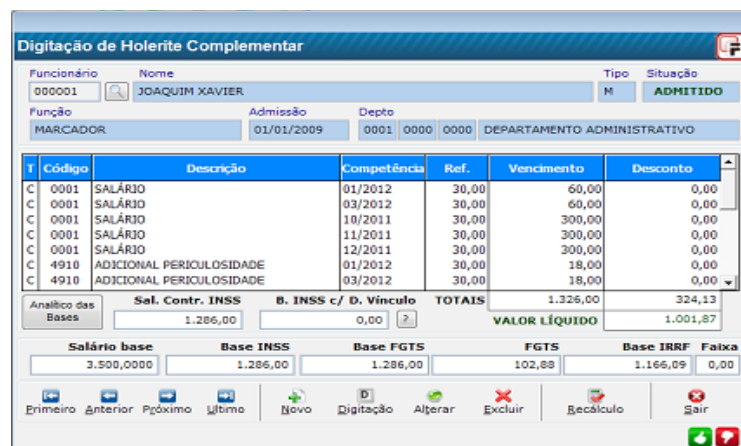 Digitação de Holerite Complementar
Funcionário Nome Tipo Situação
000001 JOAQUIM XAVIER M ADMITIDO
Função Admissão Depto
MARCADOR 01/01/2009 0001 0000 0000 DEPARTAMENTO ADMINISTRATIVO
T Código Descrição Competência Ref. Vencimento Desconto
C 0001 SALÁRIO 01/2012 30,00 60,00 0,00
C 0001 SALÁRIO 03/2012 30,00 60,00 0,00
C 0001 SALÁRIO 10/2011 30,00 300,00 0,00
C 0001 SALÁRIO 11/2011 30,00 300,00 0,00
C 0001 SALÁRIO 12/2011 30,00 300,00 0,00
C 4910 ADICIONAL PERICULOSIDADE 01/2012 30,00 18,00 0,00
C 4910 ADICIONAL PERICULOSIDADE 03/2012 30,00 18,00 0,00
Analítico das Bases Sal. Contr. INSS B. INSS c/ D. Vínculo TOTAIS 1.326,00 324,13
1.286,00 0,00 ? VALOR LÍQUIDO 1.001,87
Salário base Base INSS Base FGTS FGTS Base IRRF Faixa
3.500,0000 1.286,00 1.286,00 102,88 1.166,09 0,00
Primeiro Anterior Próximo Ultimo Novo D Digitação Alterar Excluir Recálculo Sair